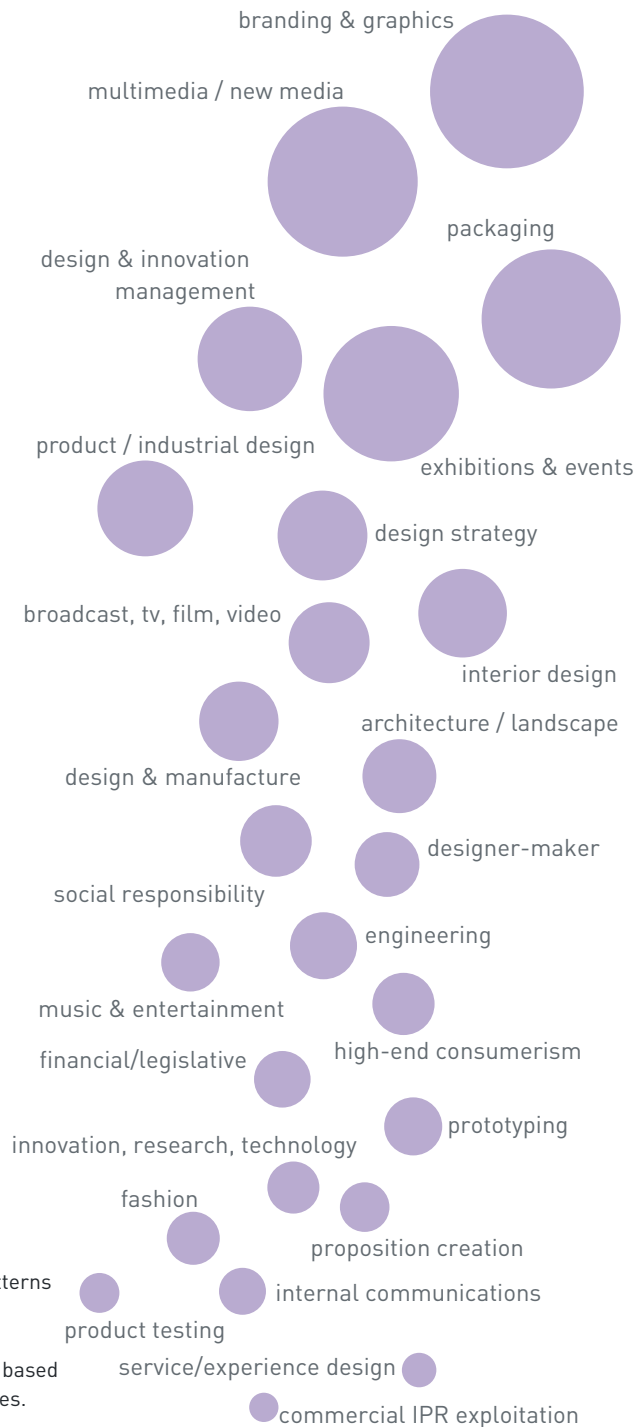 branding & graphics
multimedia / new media
packaging
design & innovation
management
product / industrial design
exhibitions & events
design strategy
broadcast, tv, film, video
interior design
architecture / landscape
design & manufacture
designer-maker
social responsibility
engineering
music & entertainment
high-end consumerism
financial/legislative
prototyping
innovation, research, technology
fashion
proposition creation
internal communications
product testing
based
service/experience design
commercial IPR exploitation